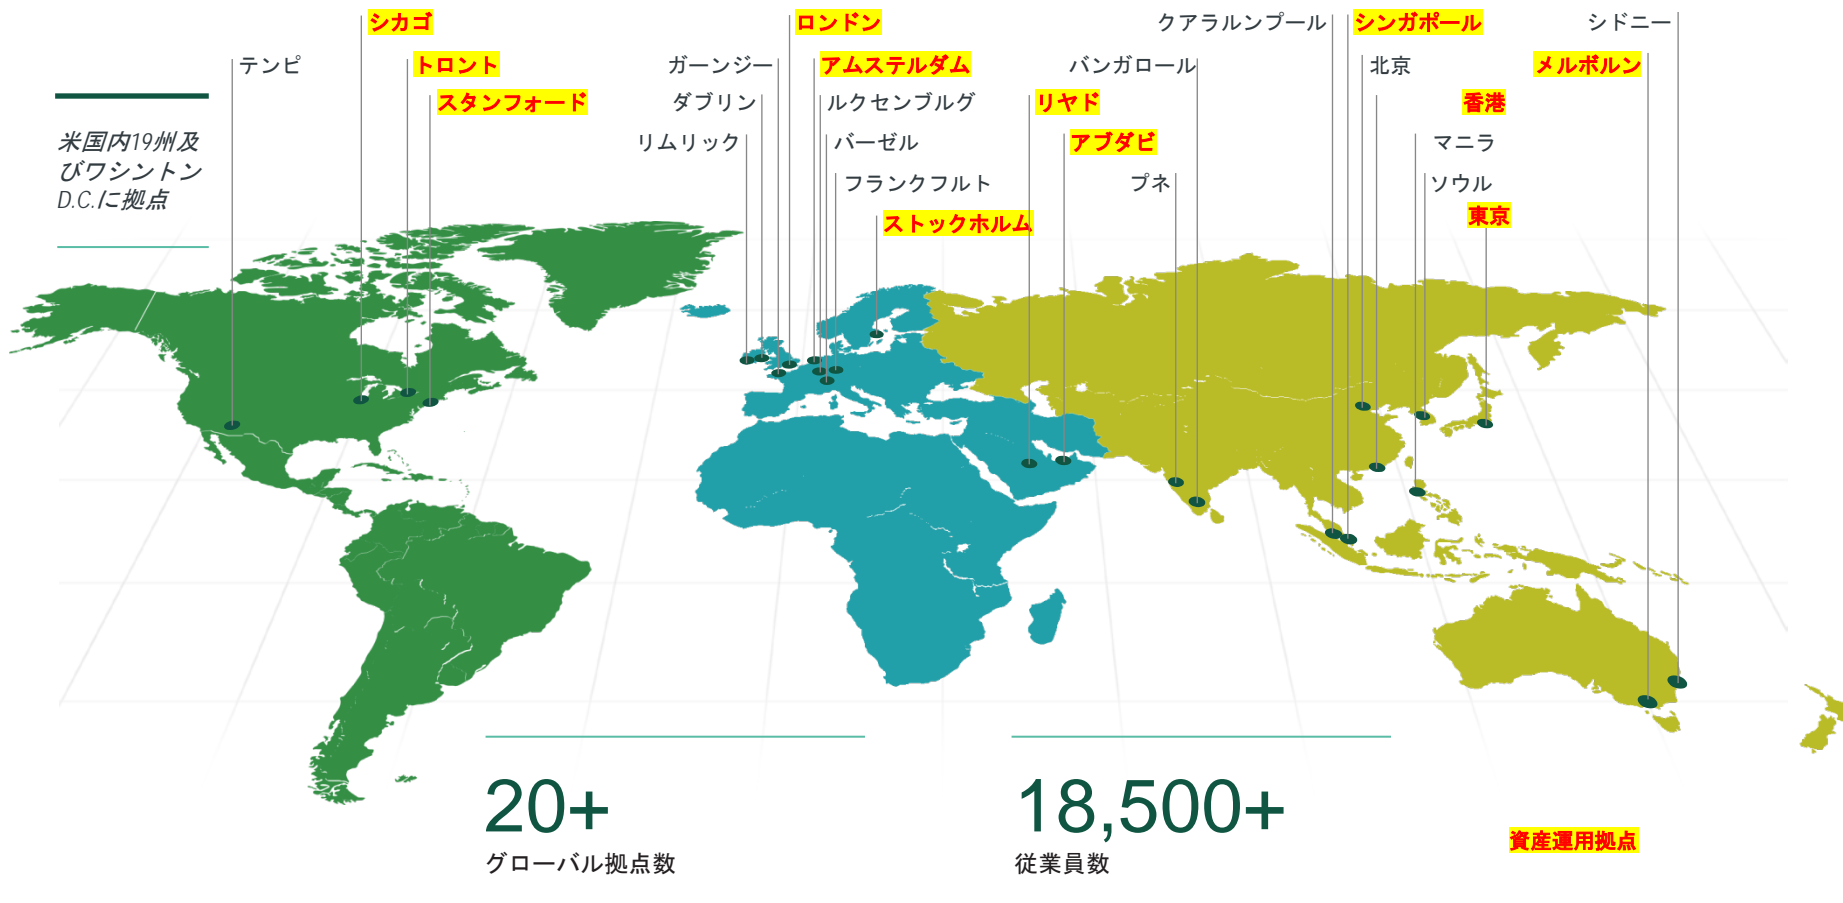 シカゴ
ロンドン
クアラルンプール
シンガポール
シドニー
テンピ
トロント
ガーンジー
アムステルダム
バンガロール
北京
メルボルン
スタンフォード
ダブリン
ルクセンブルグ
リヤド
香港
米国内19州及
びワシントン
D.C.に拠点
リムリック
バーゼル
アブダビ
マニラ
フランクフルト
プネ
ソウル
ストックホルム
東京
20+
グローバル拠点数
18,500+
従業員数
資産運用拠点